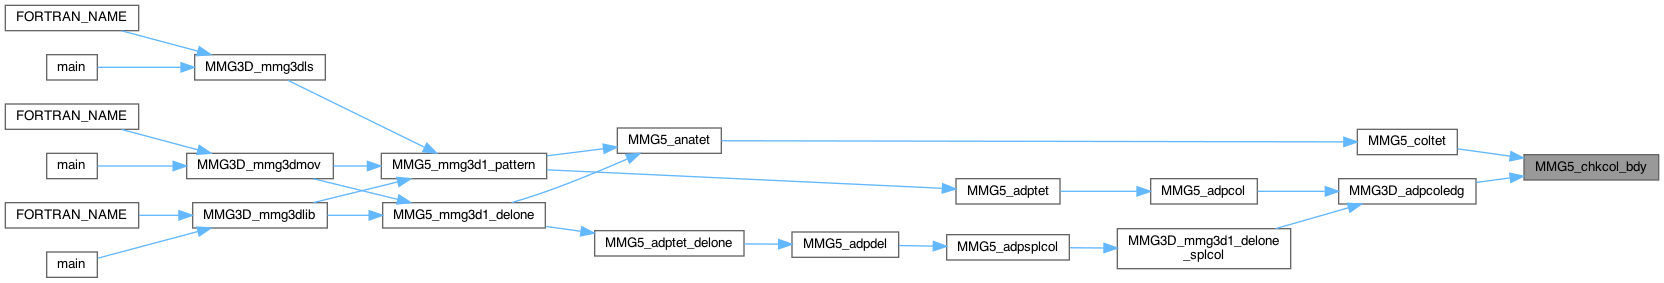 FORTRAN_NAME
main
MMG3D_mmg3dls
FORTRAN_NAME
main
MMG3D_mmg3dmov
MMG5_mmg3d1_pattern
MMG5_anatet
MMG5_coltet
MMG5_chkcol_bdy
MMG5_adptet
MMG5_adpcol
MMG3D_adpcoledg
FORTRAN_NAME
main
MMG3D_mmg3dlib
MMG5_mmg3d1_delone
MMG5_adptet_delone
MMG5_adpdel
MMG5_adpsplcol
MMG3D_mmg3d1_delone
_splcol